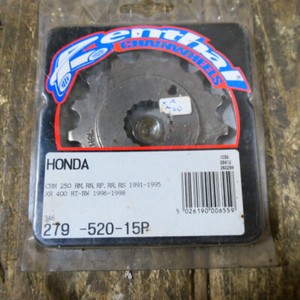 Renthal
CHAINWHEELS
HONDA
CRM 250 RM,RN,RP,RR,RS 1991-1995
XR 400 RT-RW 1996-1998
346
279 -520-15P
5 026190 006559